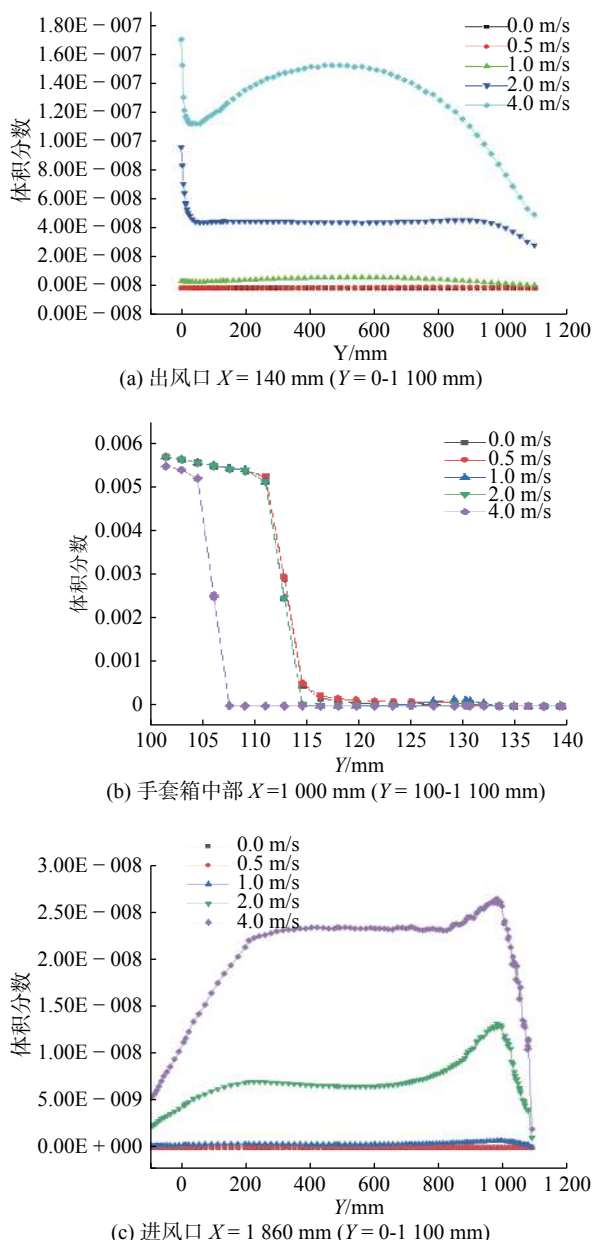 1.80E − 007
1.60E − 007
1.40E − 007
1.20E − 007
1.00E − 007
8.00E − 008
6.00E − 008
4.00E − 008
2.00E − 008
0.00E − 008
0.00E − 008
体积分数
0.0 m/s
0.5 m/s
1.0 m/s
2.0 m/s
4.0 m/s
0 200 400 600 800 1 000 1 200
Y/mm
(a) 出风口 X = 140 mm (Y = 0-1 100 mm)
0.006
0.005
0.004
0.003
0.002
0.001
0
体积分数
0.0 m/s
0.5 m/s
1.0 m/s
2.0 m/s
4.0 m/s
100 105 110 115 120 125 130 135 140
Y/mm
(b) 手套箱中部 X =1 000 mm (Y = 100-1 100 mm)
0.0 m/s
0.5 m/s
1.0 m/s
2.0 m/s
4.0 m/s
3.00E − 008
2.50E − 008
2.00E − 008
1.50E − 008
1.00E − 008
5.00E − 009
0.00E + 000
体积分数
0 200 400 600 800 1 000 1 200
Y/mm
(c) 进风口 X = 1 860 mm (Y = 0-1 100 mm)